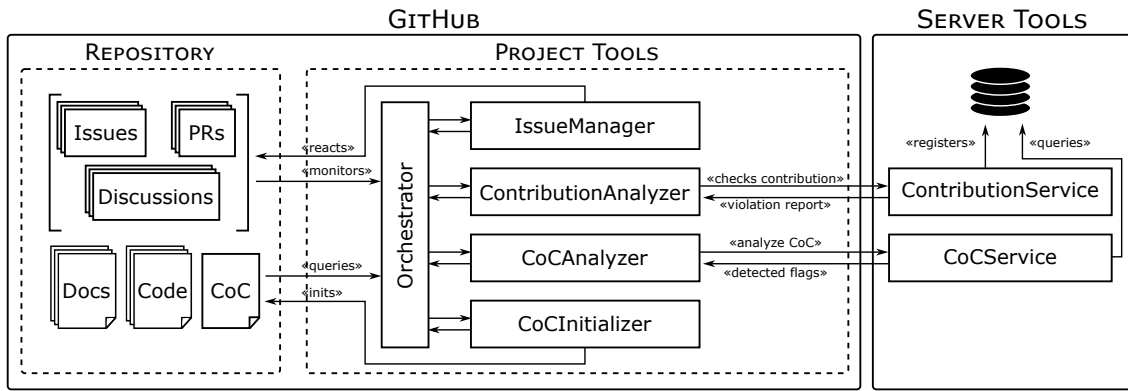 GITHUB
SERVER TOOLS
REPOSITORY
PROJECT TOOLS
Issues
PRs
Discussions
Docs
Code
CoC
«reacts»
«monitors»
«queries»
«inits»
Orchestrator
IssueManager
ContributionAnalyzer
CoCAnalyzer
CoCInitializer
«checks contribution»
«violation report»
«analyze CoC»
«detected flags»
«registers»
«queries»
ContributionService
CoCService